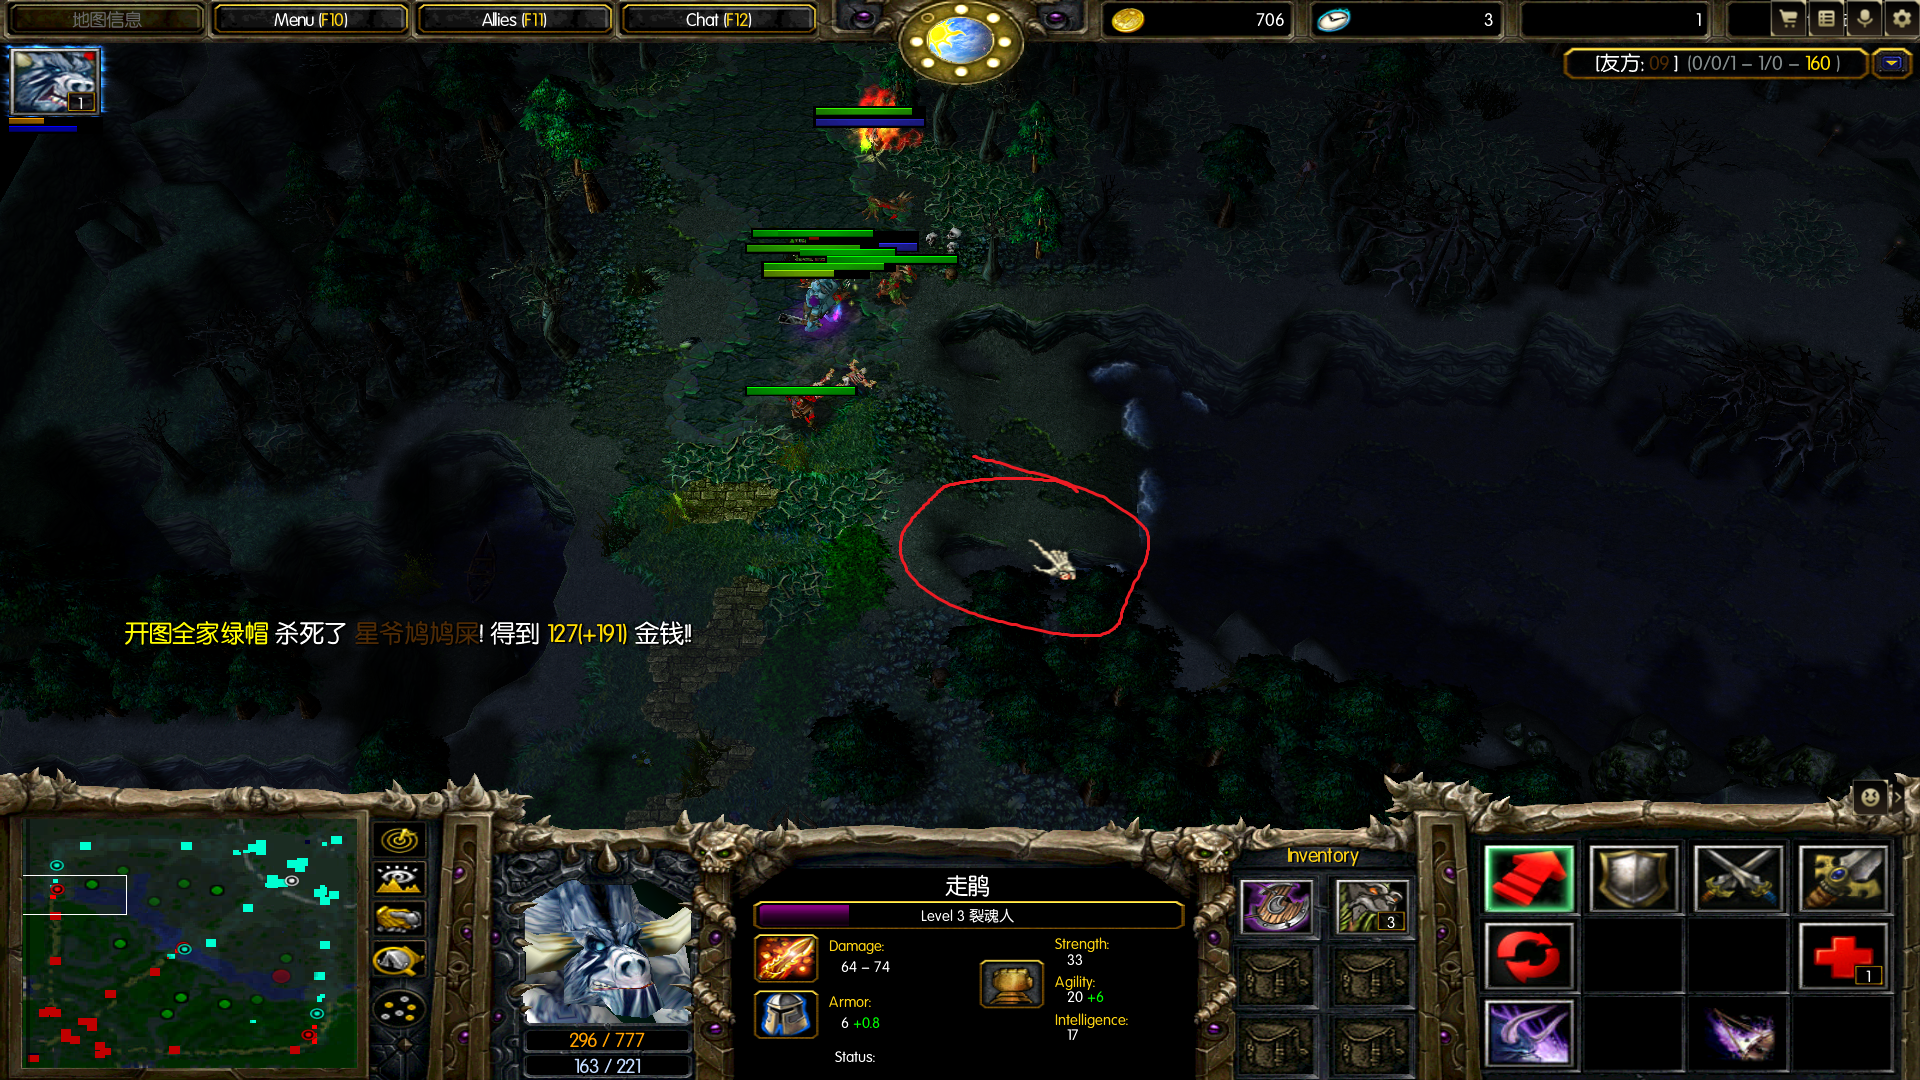 地图信息
Menu (F10)
Allies (F11)
Chat (F12)
706
3
1
[友方: 09] (0/0/1 – 1/0 – 160 )
1
开图全家绿帽 杀死了 星爷鸠鸠屎! 得到 127(+191) 金钱!!
走鹃
Level 3 裂魂人
Damage:
64 – 74
Armor:
6 +0.8
Status:
Strength:
33
Agility:
20 +6
Intelligence:
17
296 / 777
163 / 221
Inventory
3
1